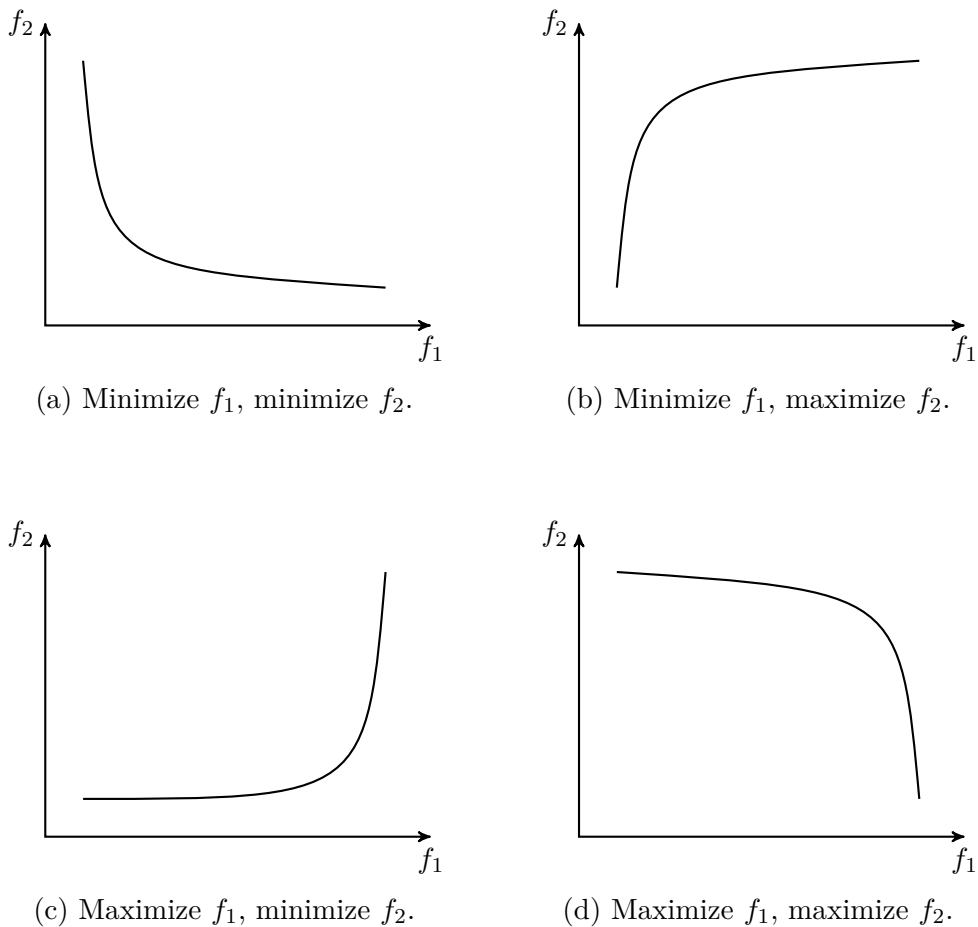 f₂
f₂
f₁
f₁
(a) Minimize f₁, minimize f₂.
(b) Minimize f₁, maximize f₂.
f₂
f₂
f₁
f₁
(c) Maximize f₁, minimize f₂.
(d) Maximize f₁, maximize f₂.